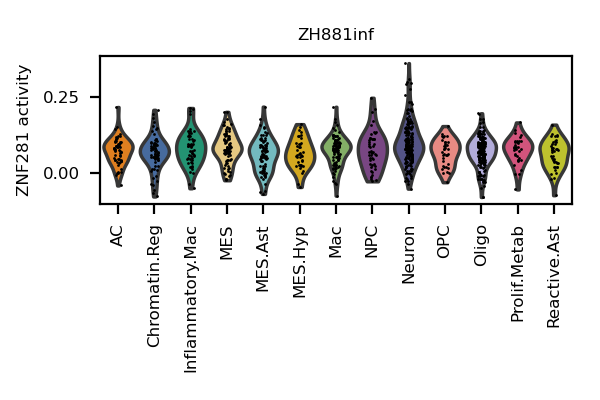 ZH881inf
ZNF281 activity
0.25
0.00
AC
Chromatin.Reg
Inflammatory.Mac
MES
MES.Ast
MES.Hyp
Mac
NPC
Neuron
OPC
Oligo
Prolif.Metab
Reactive.Ast